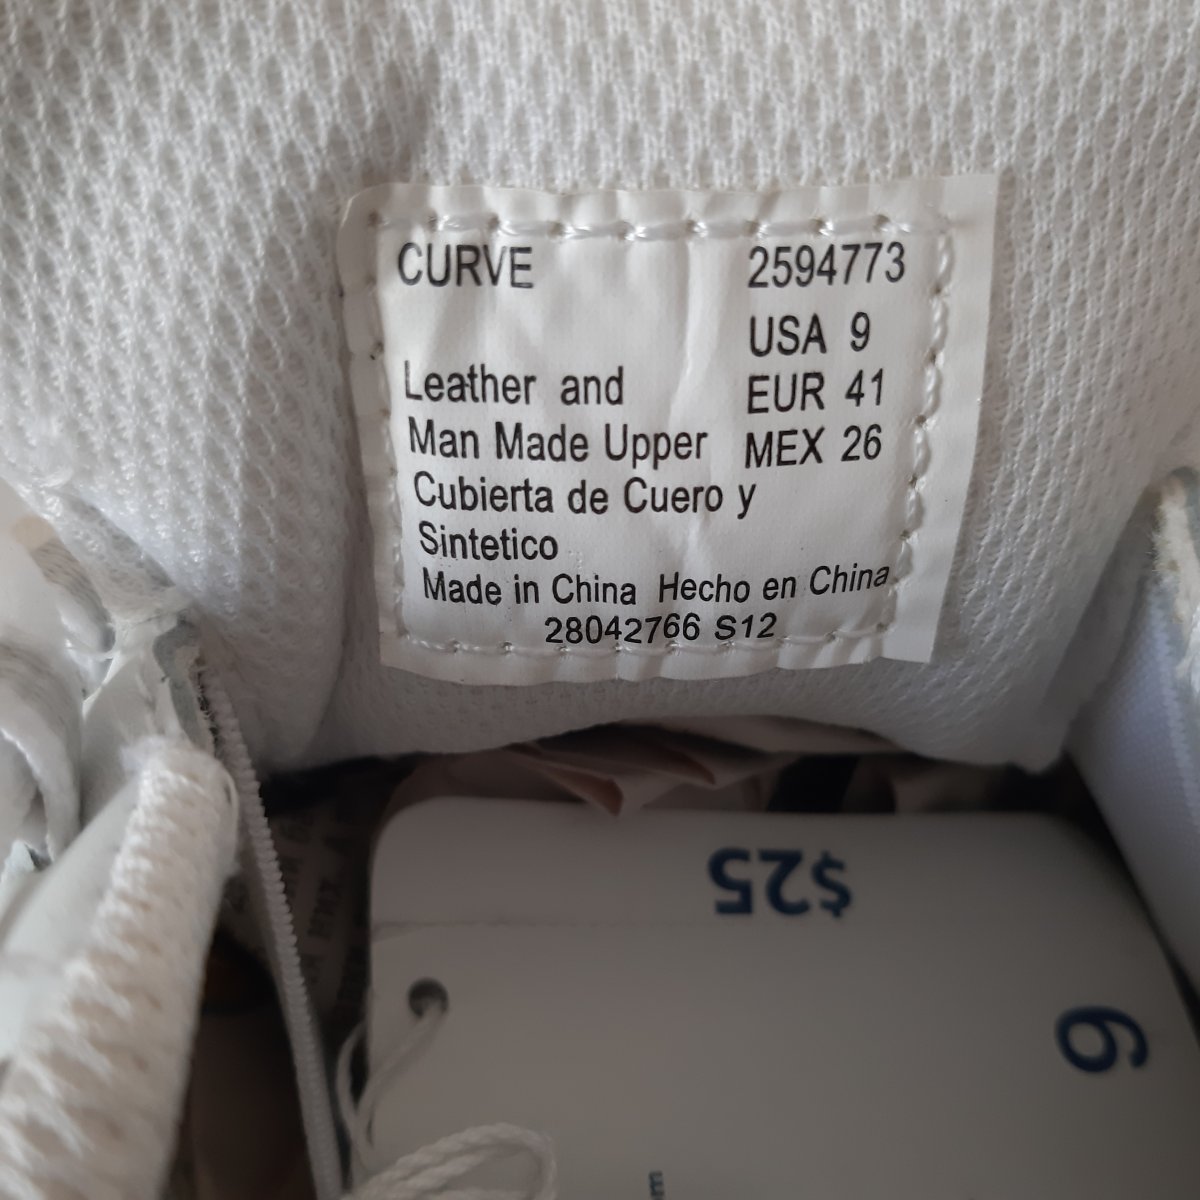 CURVE 2594773
USA 9
Leather and EUR 41
Man Made Upper MEX 26
Cubierta de Cuero y
Sintetico
Made in China Hecho en China
28042766 S12
$25
9